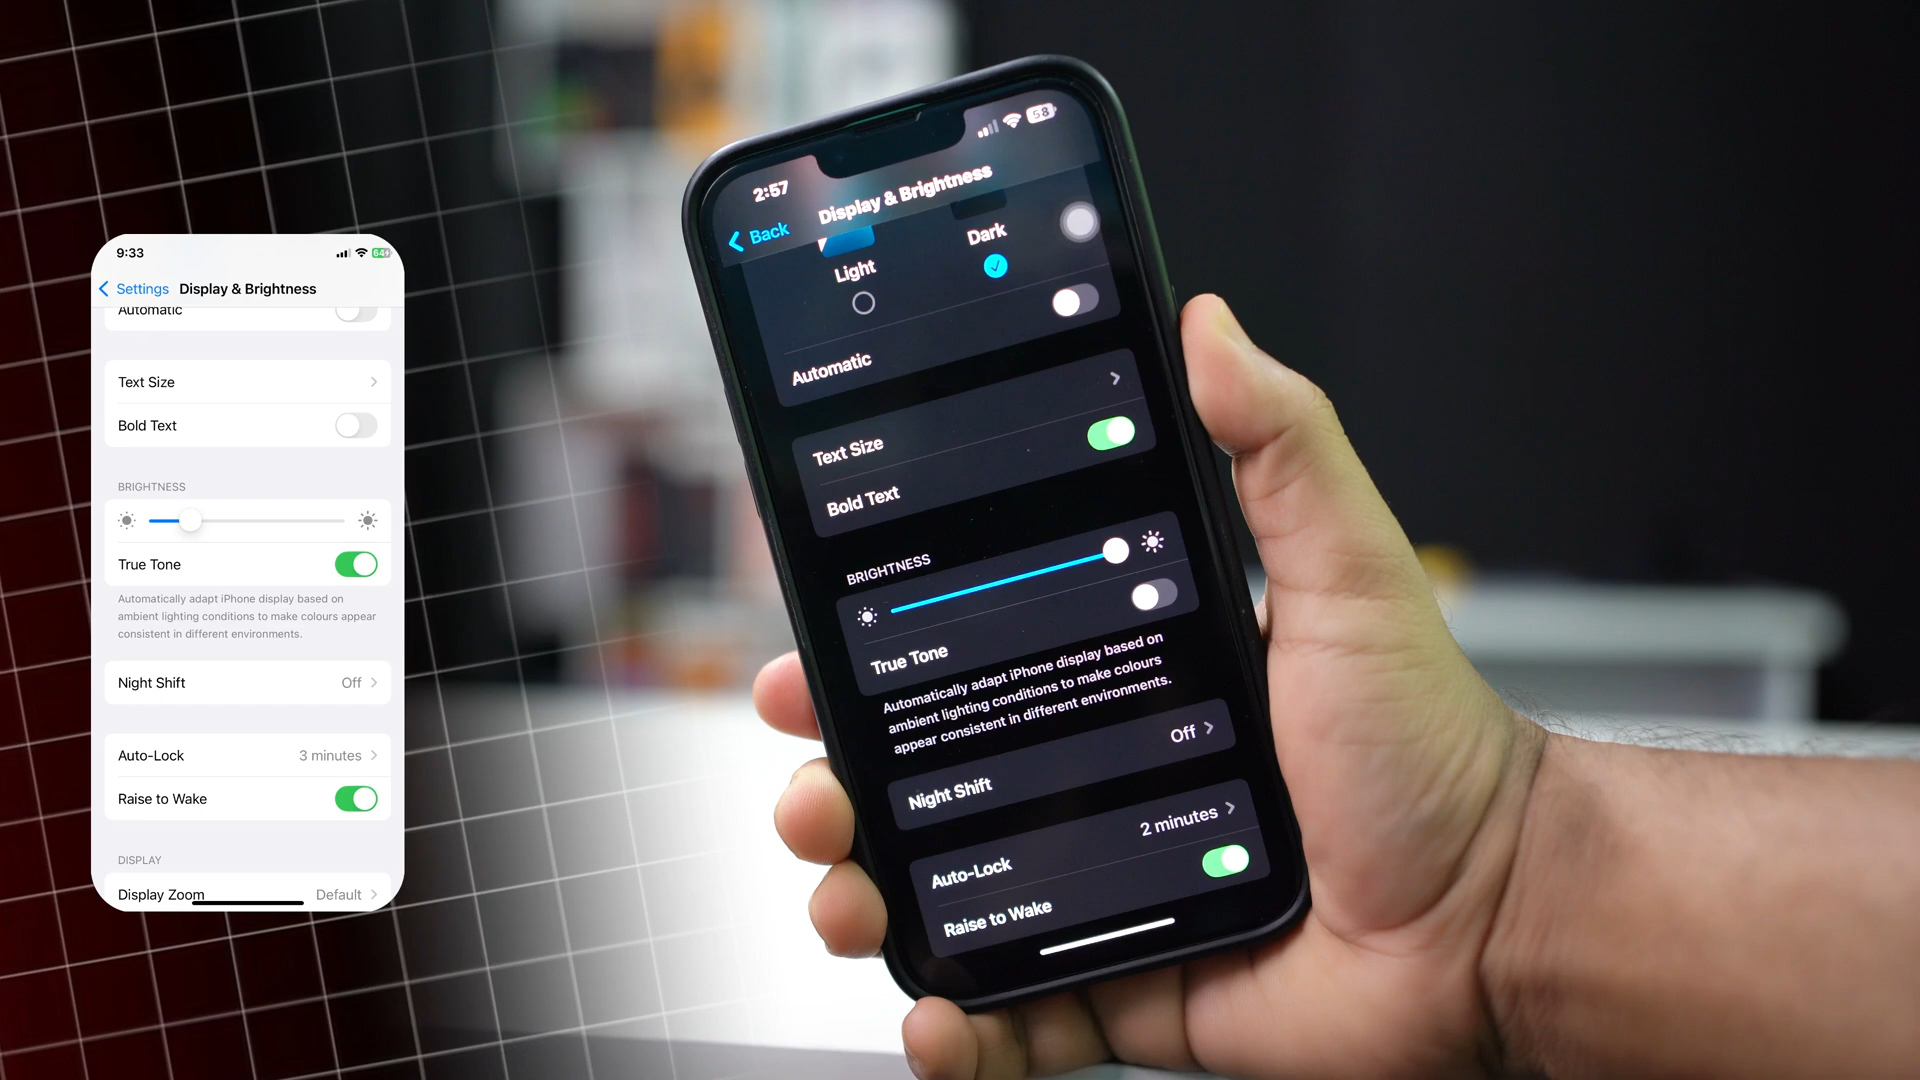 9:33
64
Settings Display & Brightness
Automatic
Text Size
Bold Text
BRIGHTNESS
True Tone
Automatically adapt iPhone display based on
ambient lighting conditions to make colours appear
consistent in different environments.
Night Shift Off
Auto-Lock 3 minutes
Raise to Wake
DISPLAY
Display Zoom Default
2:57
58
Back Display & Brightness
Light Dark
Automatic
Text Size
Bold Text
BRIGHTNESS
True Tone
Automatically adapt iPhone display based on
ambient lighting conditions to make colours
appear consistent in different environments.
Night Shift Off
Auto-Lock 2 minutes
Raise to Wake